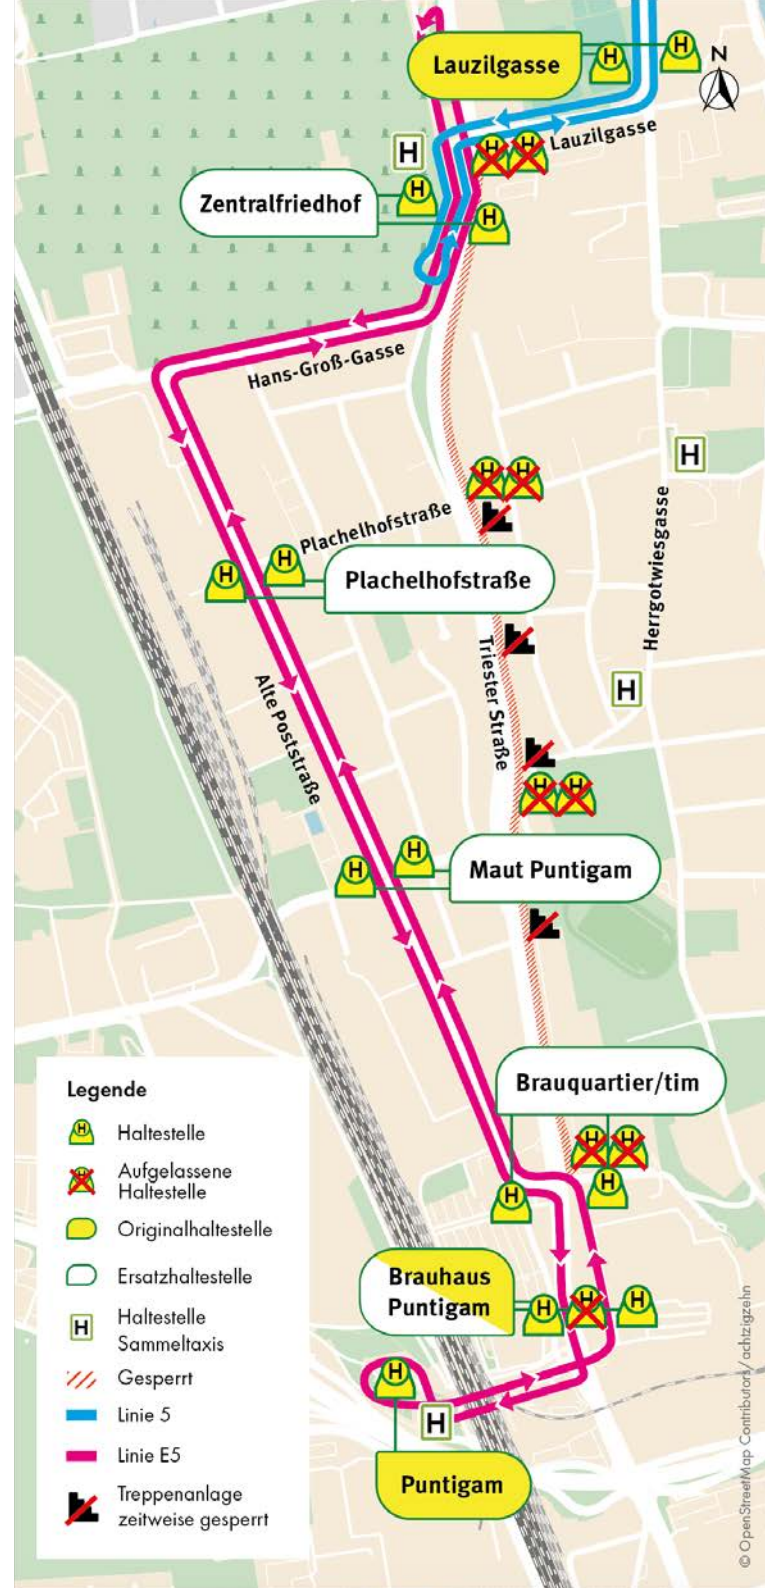 Lauzilgasse
N
Lauzilgasse
H
Zentralfriedhof
Hans-Groß-Gasse
H
Plachelhofstraße
Plachelhofstraße
Herrgotwiesgasse
H
Triester Straße
Alte Poststraße
Maut Puntigam
Brauquartier/tim
Brauhaus
Puntigam
H
Puntigam
Legende
H Haltestelle
H Aufgelassene
Haltestelle
Originalhaltestelle
Ersatzhaltestelle
H Haltestelle
Sammeltaxis
Gesperrt
Linie 5
Linie E5
Treppenanlage
zeitweise gesperrt
© OpenStreetMap Contributors/achtzigzehn